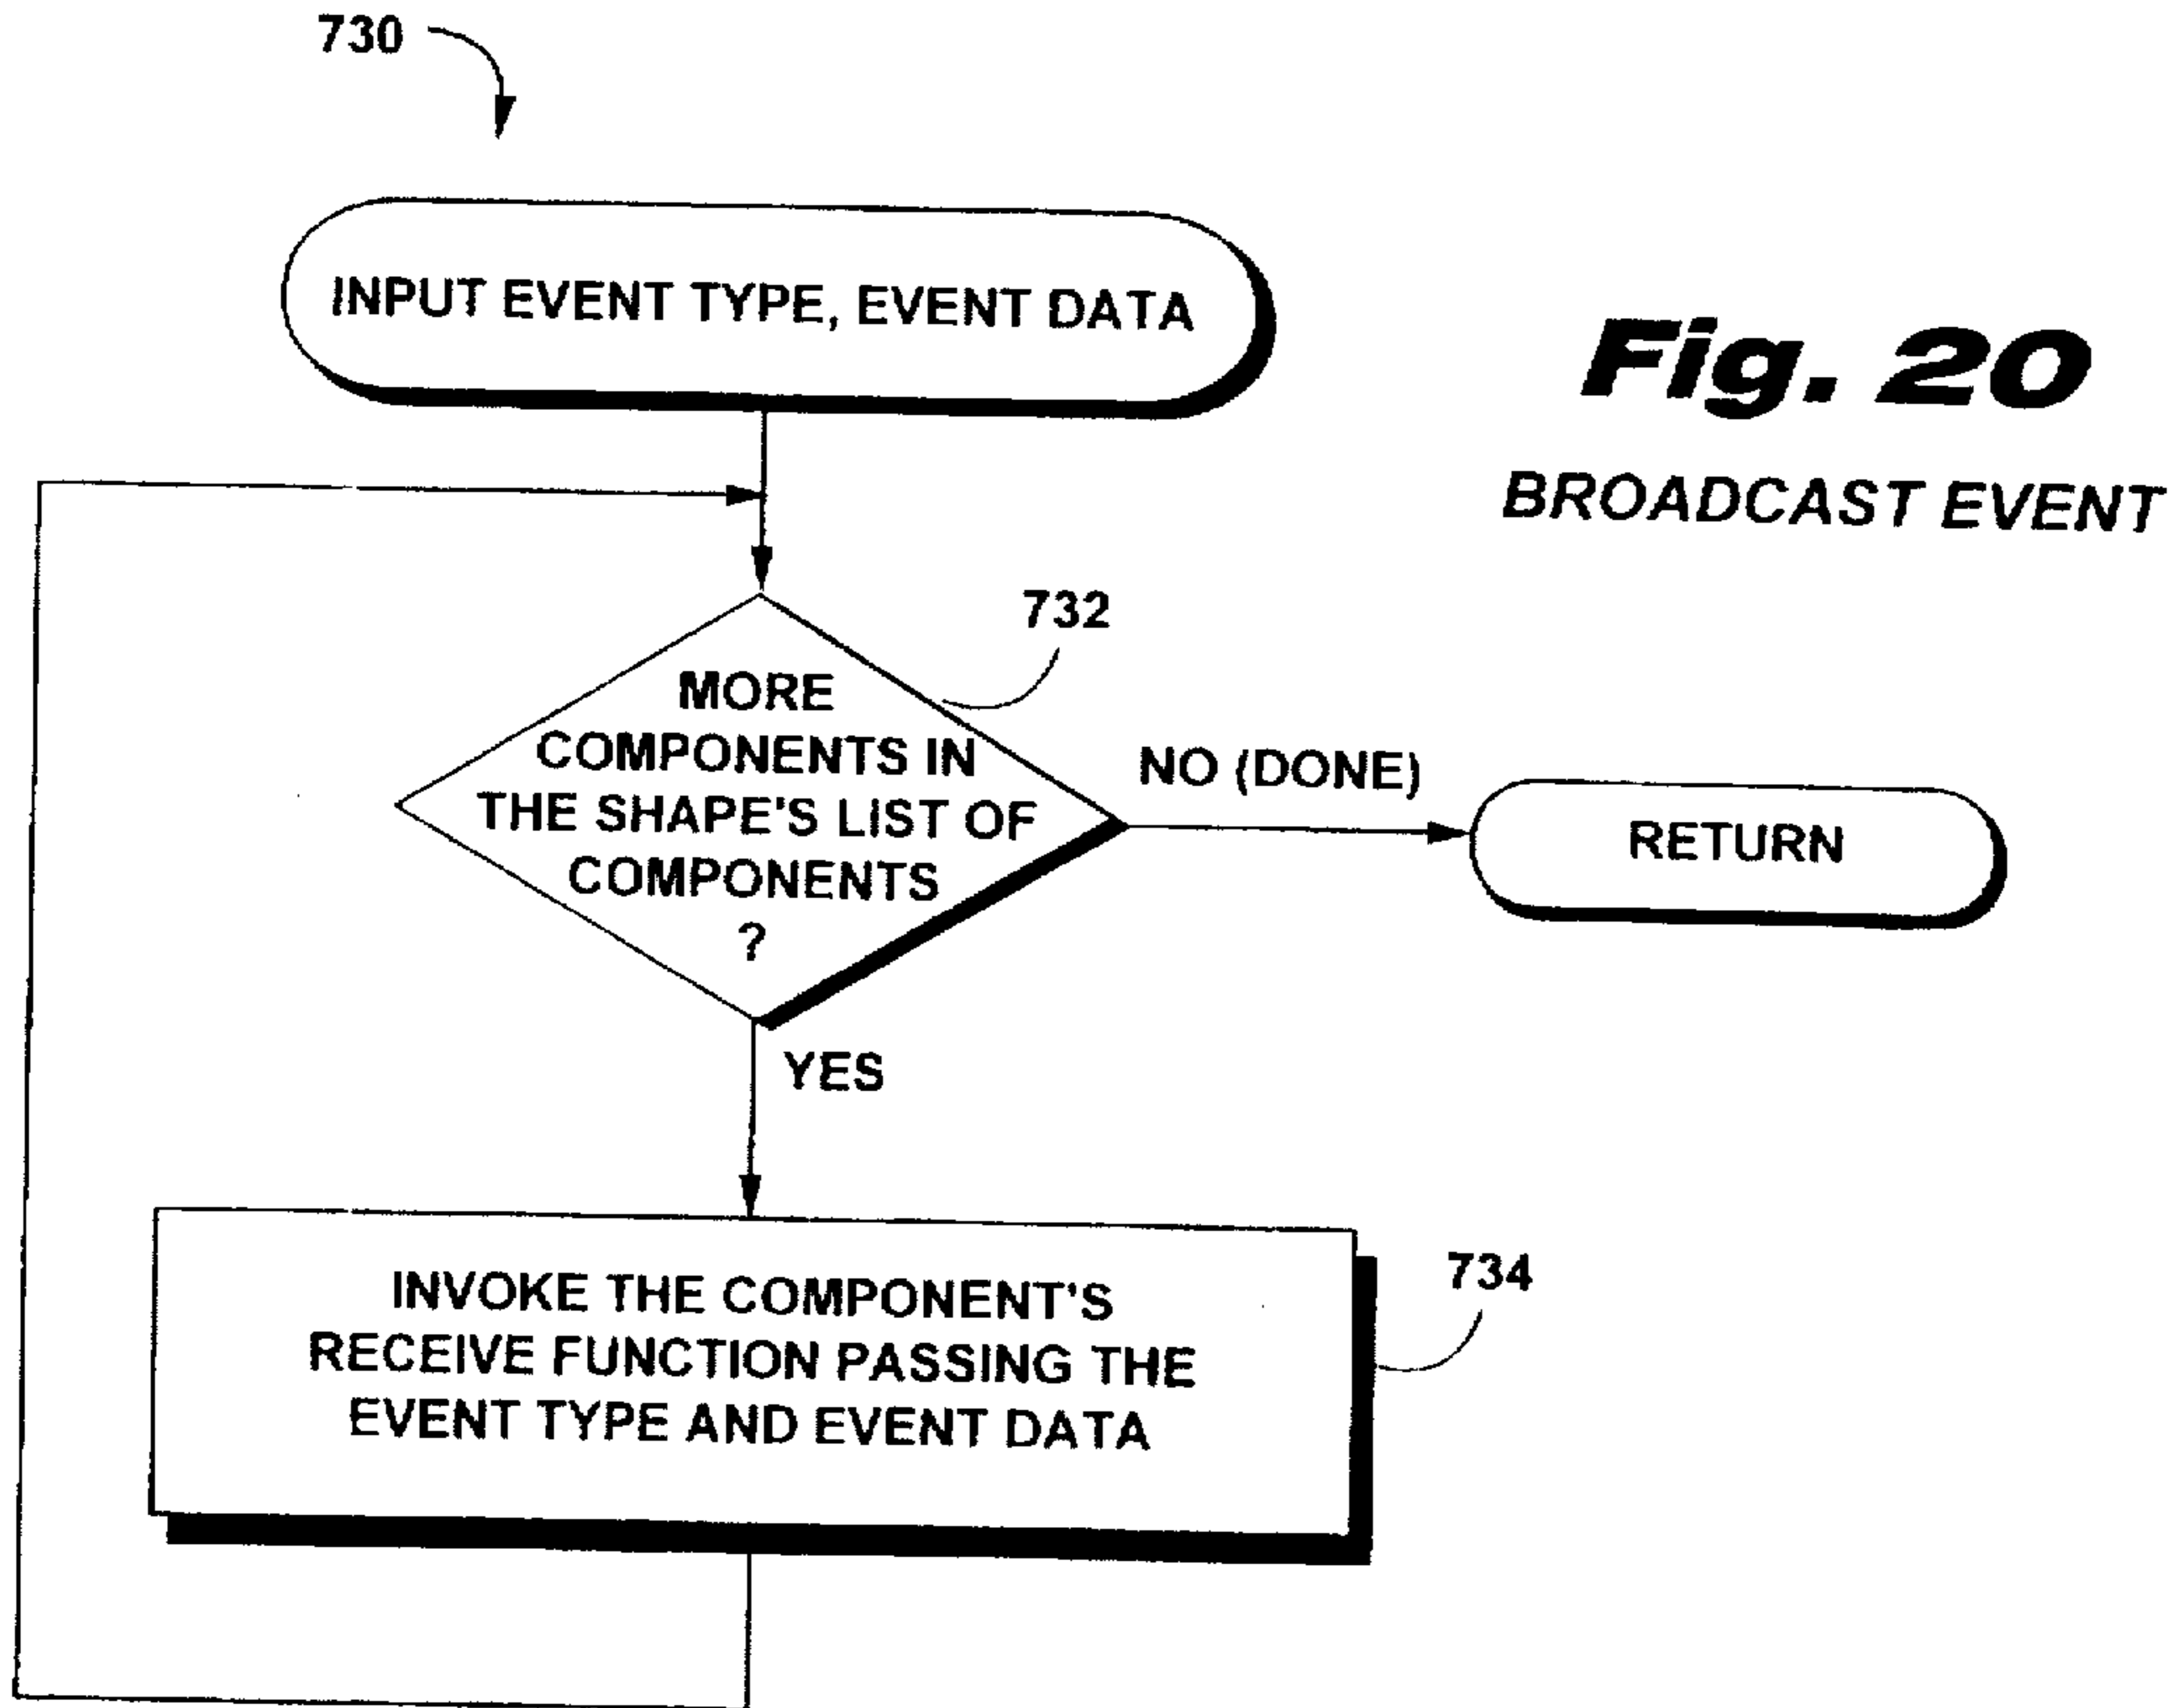 730
INPUT EVENT TYPE, EVENT DATA
Fig. 20
BROADCAST EVENT
732
MORE
COMPONENTS IN
THE SHAPE'S LIST OF
COMPONENTS
?
NO (DONE)
RETURN
YES
INVOKE THE COMPONENT'S
RECEIVE FUNCTION PASSING THE
EVENT TYPE AND EVENT DATA
734